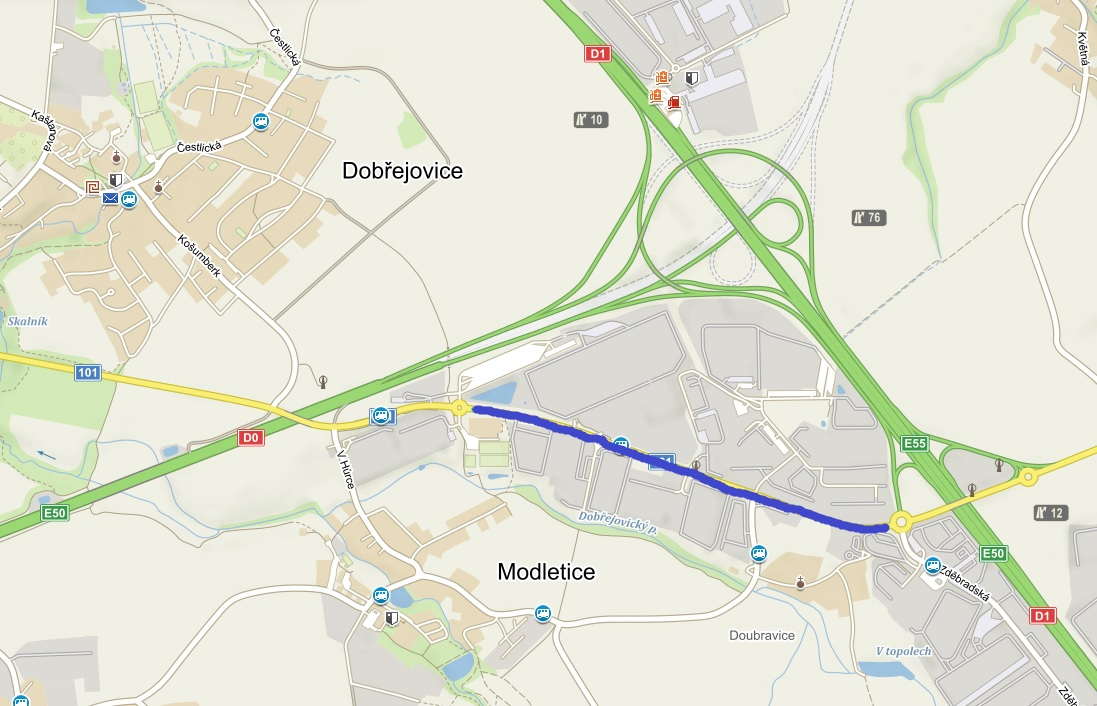 Čestlická
D1
Květná
10
Kaštanová
Čestlická
Dobřejovice
76
Košumberk
Skalník
101
D0
E55
V Hůrce
E50
12
Dobřejovický p.
E50
Modletice
Zděbradská
D1
Doubravice
V topolech